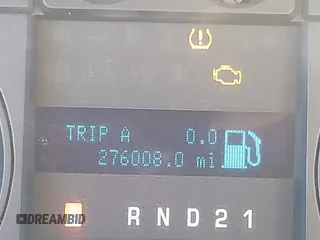 TRIP A 0.0
276008.0 mi
R N D 2 1
DREAMBID